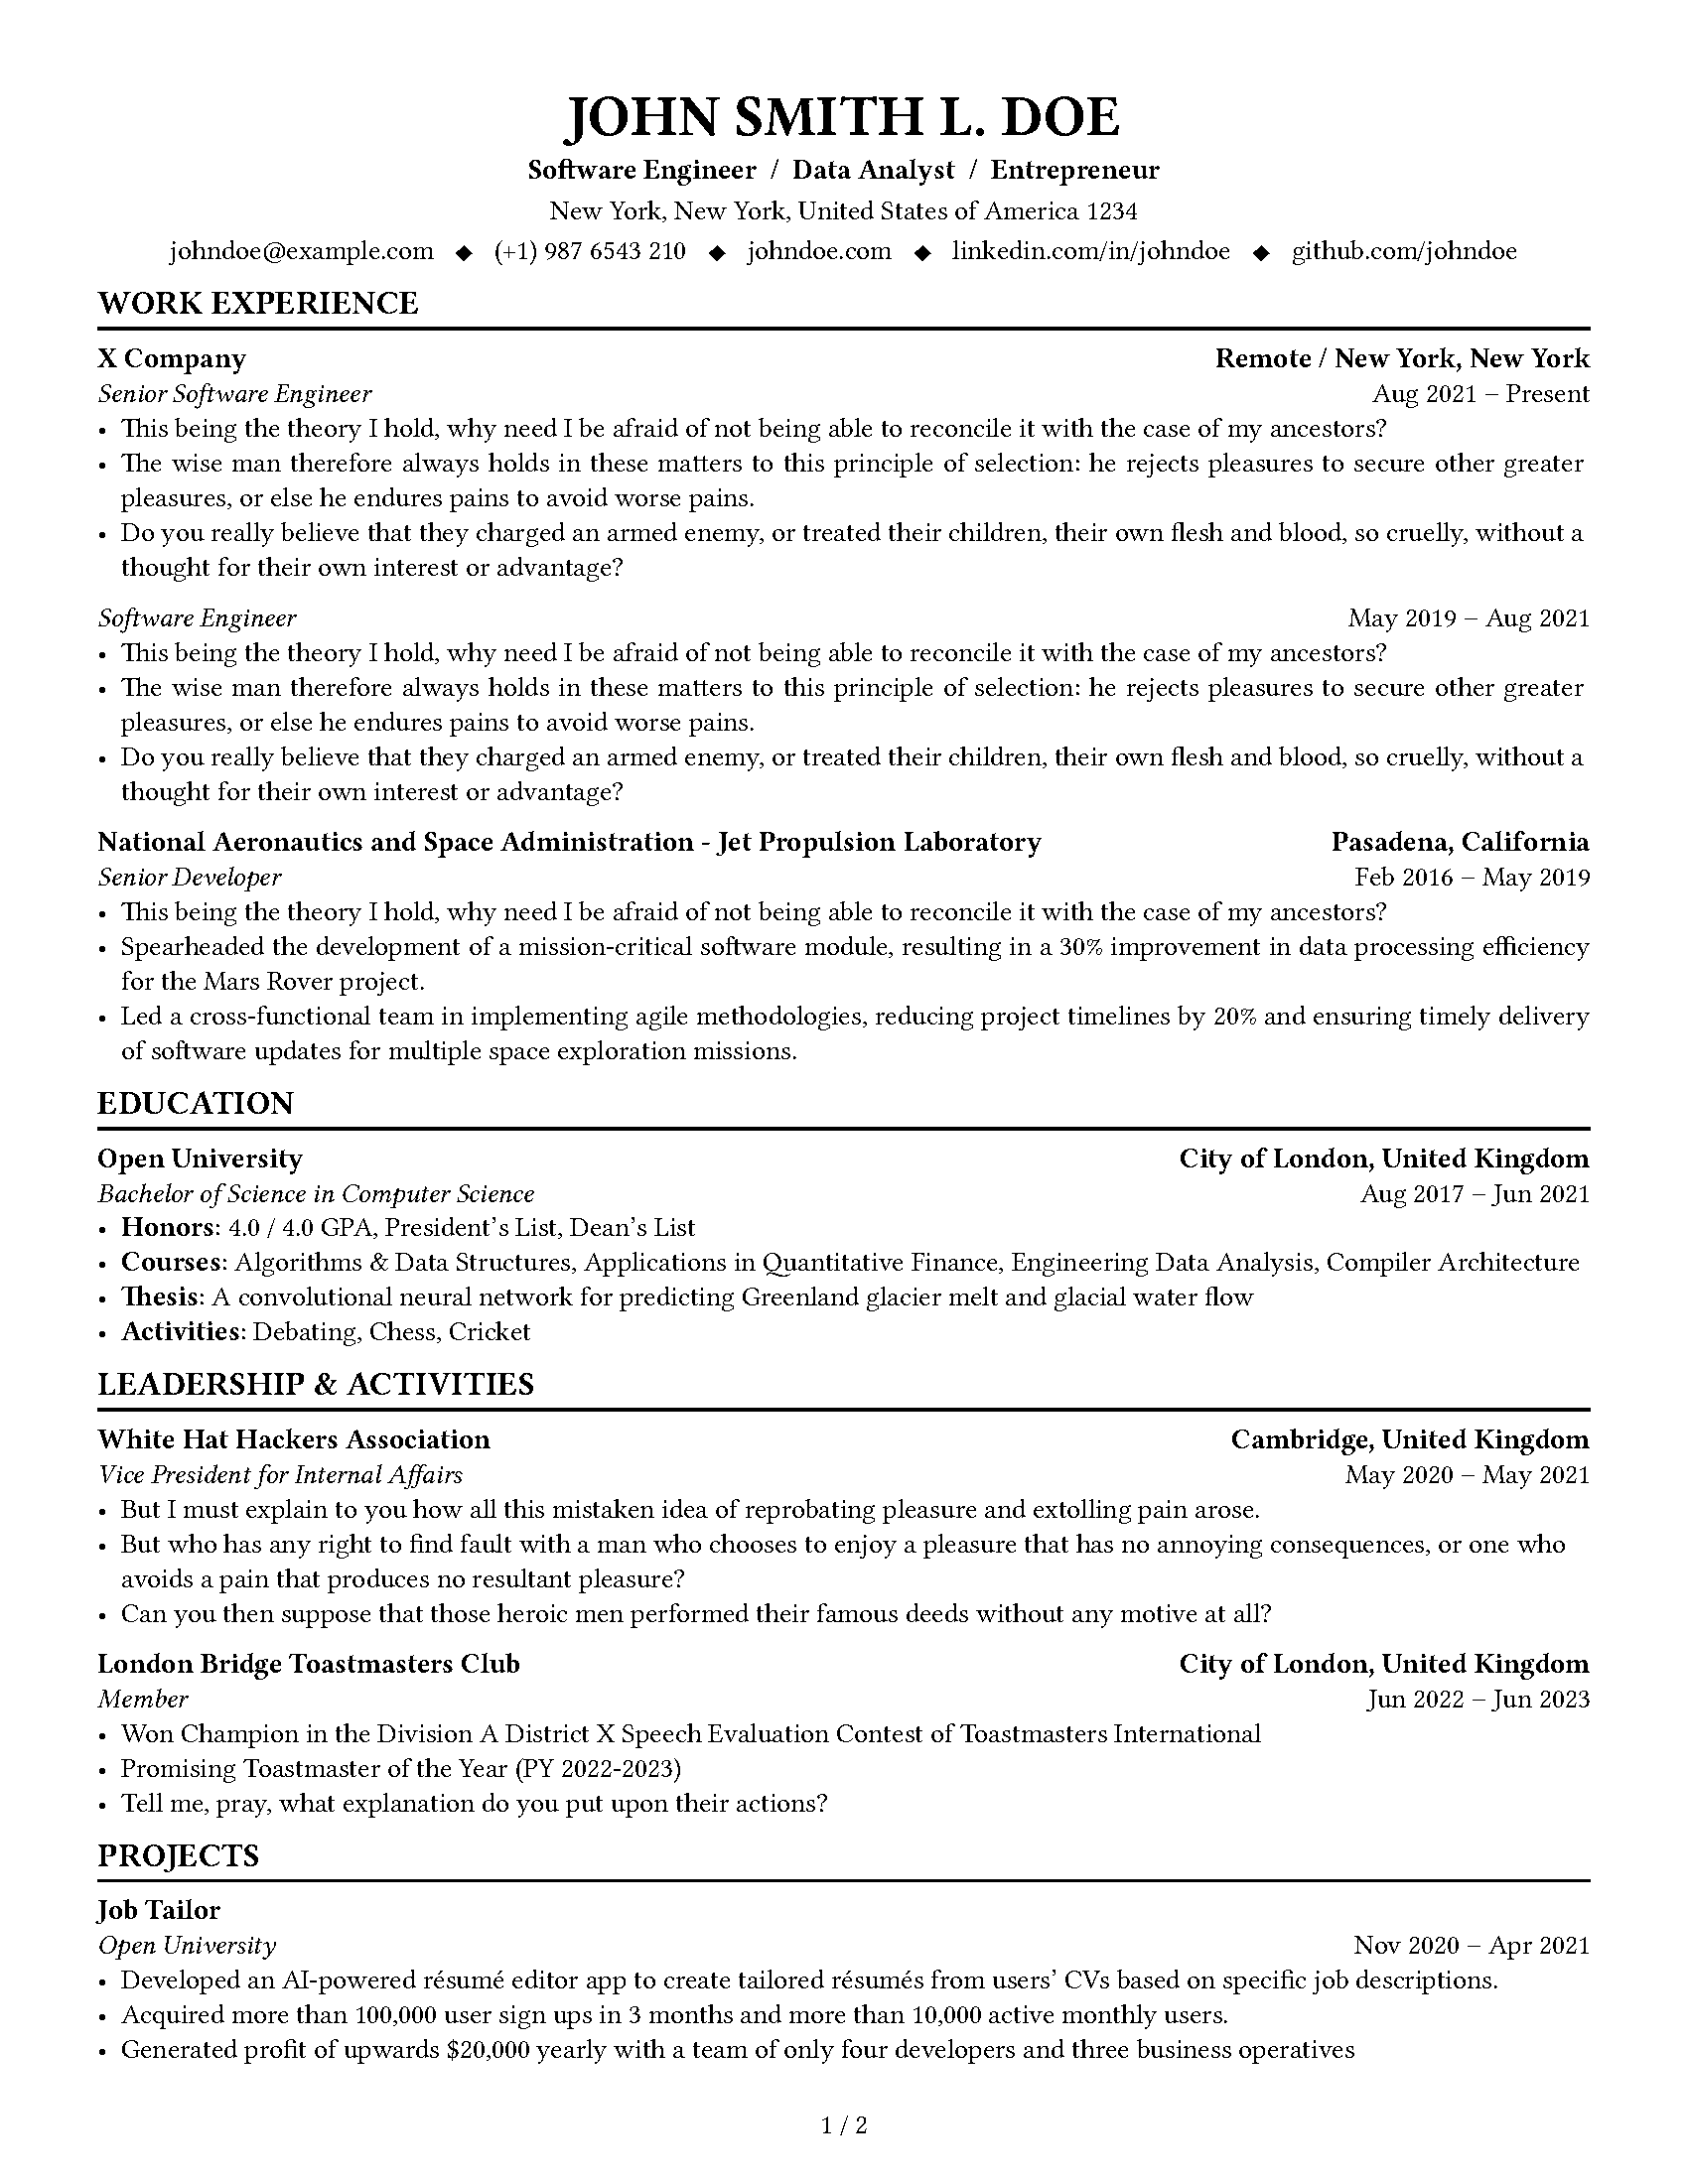 JOHN SMITH L. DOE
Software Engineer / Data Analyst / Entrepreneur
New York, New York, United States of America 1234
johndoe@example.com ◆ (+1) 987 6543 210 ◆ johndoe.com ◆ linkedin.com/in/johndoe ◆ github.com/johndoe
WORK EXPERIENCE
X Company Remote / New York, New York
Senior Software Engineer Aug 2021 – Present
• This being the theory I hold, why need I be afraid of not being able to reconcile it with the case of my ancestors?
• The wise man therefore always holds in these matters to this principle of selection: he rejects pleasures to secure other greater
pleasures, or else he endures pains to avoid worse pains.
• Do you really believe that they charged an armed enemy, or treated their children, their own flesh and blood, so cruelly, without a
thought for their own interest or advantage?
Software Engineer May 2019 – Aug 2021
• This being the theory I hold, why need I be afraid of not being able to reconcile it with the case of my ancestors?
• The wise man therefore always holds in these matters to this principle of selection: he rejects pleasures to secure other greater
pleasures, or else he endures pains to avoid worse pains.
• Do you really believe that they charged an armed enemy, or treated their children, their own flesh and blood, so cruelly, without a
thought for their own interest or advantage?
National Aeronautics and Space Administration - Jet Propulsion Laboratory Pasadena, California
Senior Developer Feb 2016 – May 2019
• This being the theory I hold, why need I be afraid of not being able to reconcile it with the case of my ancestors?
• Spearheaded the development of a mission-critical software module, resulting in a 30% improvement in data processing efficiency
for the Mars Rover project.
• Led a cross-functional team in implementing agile methodologies, reducing project timelines by 20% and ensuring timely delivery
of software updates for multiple space exploration missions.
EDUCATION
Open University City of London, United Kingdom
Bachelor of Science in Computer Science Aug 2017 – Jun 2021
• Honors: 4.0 / 4.0 GPA, President’s List, Dean’s List
• Courses: Algorithms & Data Structures, Applications in Quantitative Finance, Engineering Data Analysis, Compiler Architecture
• Thesis: A convolutional neural network for predicting Greenland glacier melt and glacial water flow
• Activities: Debating, Chess, Cricket
LEADERSHIP & ACTIVITIES
White Hat Hackers Association Cambridge, United Kingdom
Vice President for Internal Affairs May 2020 – May 2021
• But I must explain to you how all this mistaken idea of reprobating pleasure and extolling pain arose.
• But who has any right to find fault with a man who chooses to enjoy a pleasure that has no annoying consequences, or one who
avoids a pain that produces no resultant pleasure?
• Can you then suppose that those heroic men performed their famous deeds without any motive at all?
London Bridge Toastmasters Club City of London, United Kingdom
Member Jun 2022 – Jun 2023
• Won Champion in the Division A District X Speech Evaluation Contest of Toastmasters International
• Promising Toastmaster of the Year (PY 2022-2023)
• Tell me, pray, what explanation do you put upon their actions?
PROJECTS
Job Tailor
Open University Nov 2020 – Apr 2021
• Developed an AI-powered résumé editor app to create tailored résumés from users’ CVs based on specific job descriptions.
• Acquired more than 100,000 user sign ups in 3 months and more than 10,000 active monthly users.
• Generated profit of upwards $20,000 yearly with a team of only four developers and three business operatives
1 / 2